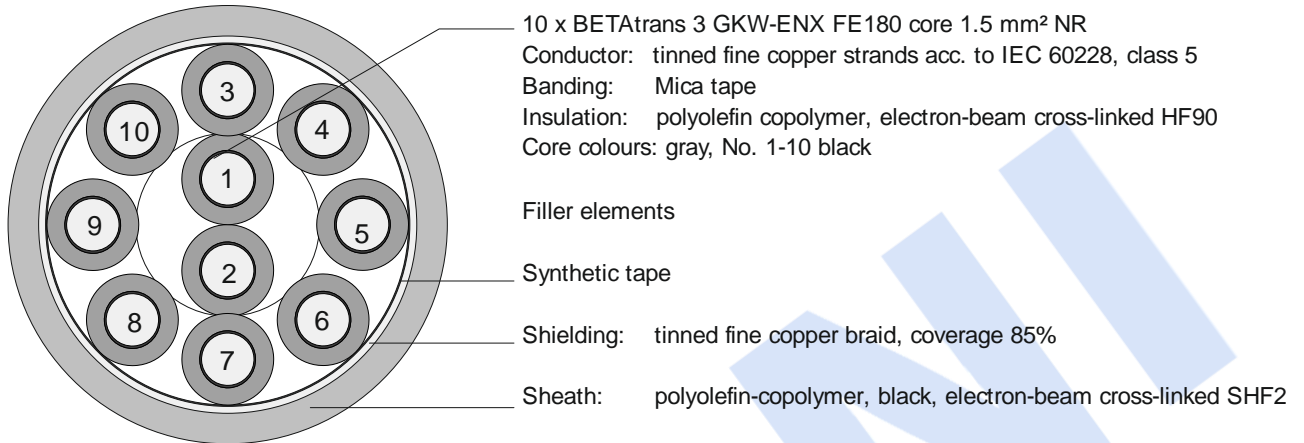 10 x BETAtrans 3 GKW-ENX FE180 core 1.5 mm² NR
Conductor: tinned fine copper strands acc. to IEC 60228, class 5
Banding: Mica tape
Insulation: polyolefin copolymer, electron-beam cross-linked HF90
Core colours: gray, No. 1-10 black
Filler elements
Synthetic tape
Shielding: tinned fine copper braid, coverage 85%
Sheath: polyolefin-copolymer, black, electron-beam cross-linked SHF2
3
10
4
1
9
5
2
8
6
7
NI